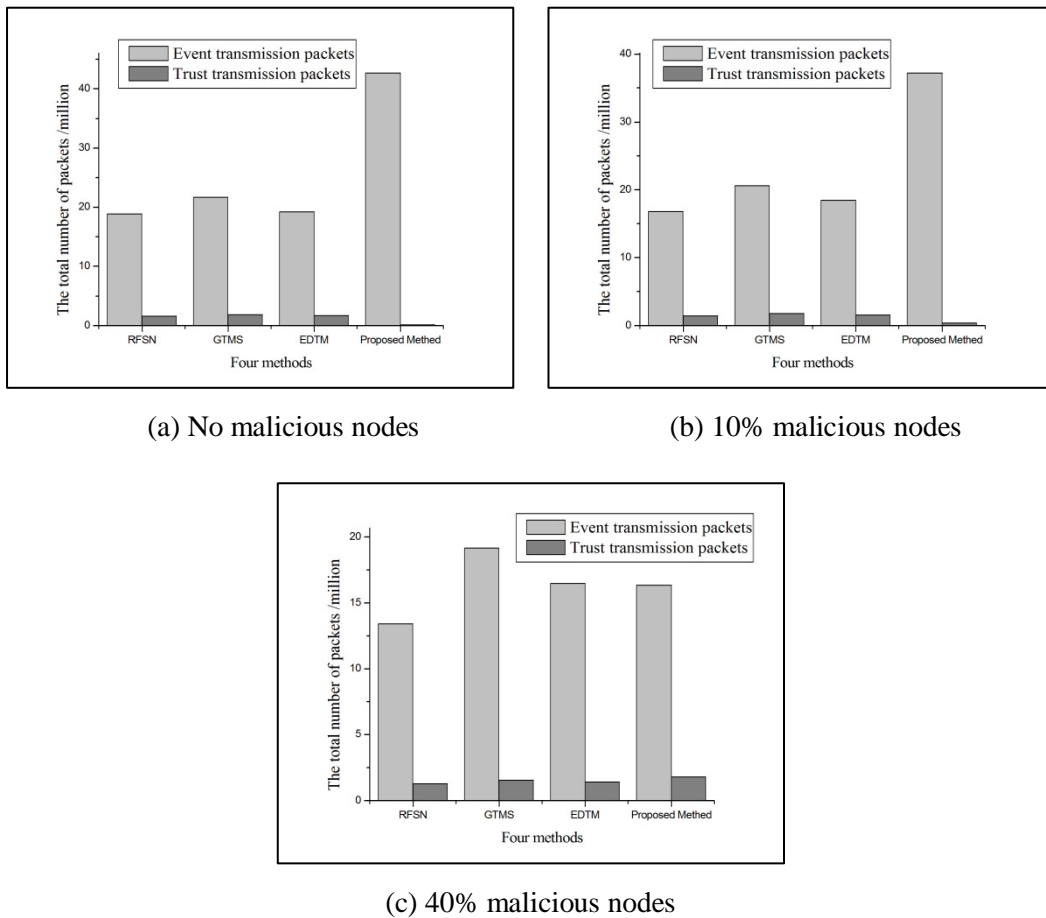 Event transmission packets
Trust transmission packets
The total number of packets /million
40
30
20
10
0
RFSN GTMS EDTM Proposed Methed
Four methods
(a) No malicious nodes
Event transmission packets
Trust transmission packets
The total number of packets /million
40
30
20
10
0
RFSN GTMS EDTM Proposed Methed
Four methods
(b) 10% malicious nodes
Event transmission packets
Trust transmission packets
The total number of packets /million
20
15
10
5
0
RFSN GTMS EDTM Proposed Methed
Four methods
(c) 40% malicious nodes